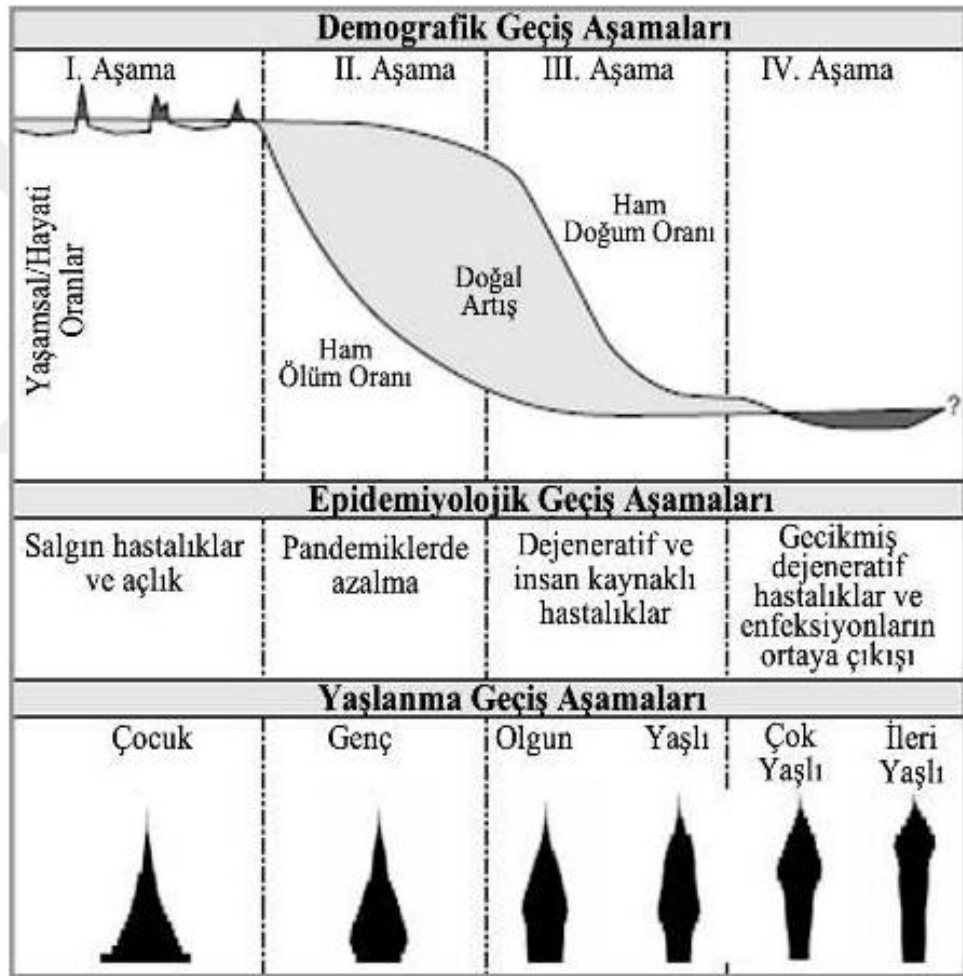 Demografik Geçiş Aşamaları
I. Aşama
II. Aşama
III. Aşama
IV. Aşama
Yaşamsal/Hayati
Oranlar
Ham
Doğum Oranı
Doğal
Artış
Ham
Ölüm Oranı
?
Epidemiyolojik Geçiş Aşamaları
Salgın hastalıklar
ve açlık
Pandemiklerde
azalma
Dejeneratif ve
insan kaynaklı
hastalıklar
Gecikmiş
dejeneratif
hastalıklar ve
enfeksiyonların
ortaya çıkışı
Yaşlanma Geçiş Aşamaları
Çocuk
Genç
Olgun
Yaşlı
Çok
Yaşlı
İleri
Yaşlı